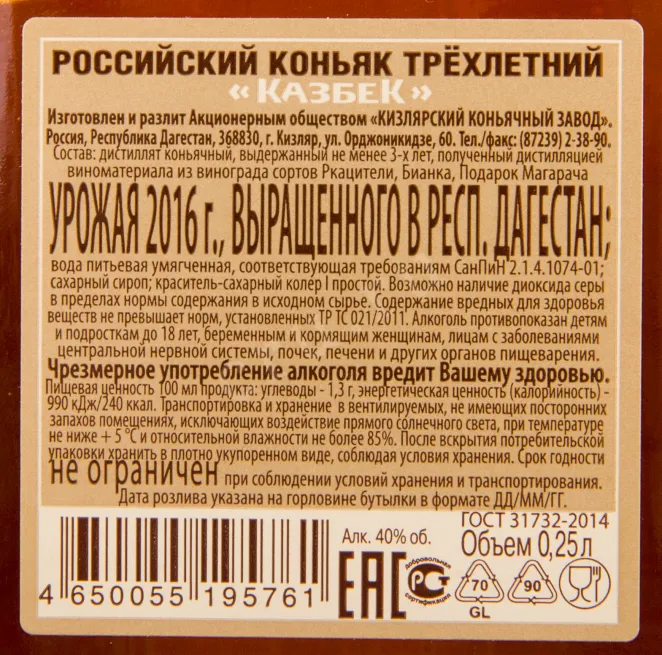 РОССИЙСКИЙ КОНЬЯК ТРЁХЛЕТНИЙ
«КАЗБЕК»
Изготовлен и разлит Акционерным обществом «КИЗЛЯРСКИЙ КОНЬЯЧНЫЙ ЗАВОД».
Россия, Республика Дагестан, 368830, г. Кизляр, ул. Орджоникидзе, 60. Тел./факс: (87239) 2-38-90.
Состав: дистиллят коньячный, выдержанный не менее 3-х лет, полученный дистилляцией
виноматериала из винограда сортов Ркацители, Бианка, Подарок Магарача
УРОЖАЯ 2016 г., ВЫРАЩЕННОГО В РЕСП. ДАГЕСТАН;
вода питьевая умягченная, соответствующая требованиям СанПиН 2.1.4.1074-01;
сахарный сироп; краситель-сахарный колер I простой. Возможно наличие диоксида серы
в пределах нормы содержания в исходном сырье. Содержание вредных для здоровья
веществ не превышает норм, установленных ТР ТС 021/2011. Алкоголь противопоказан детям
и подросткам до 18 лет, беременным и кормящим женщинам, лицам с заболеваниями
центральной нервной системы, почек, печени и других органов пищеварения.
Чрезмерное употребление алкоголя вредит Вашему здоровью.
Пищевая ценность 100 мл продукта: углеводы - 1,3 г, энергетическая ценность (калорийность) -
990 кДж/240 ккал. Транспортировка и хранение в вентилируемых, не имеющих посторонних
запахов помещениях, исключающих воздействие прямого солнечного света, при температуре
не ниже + 5 °С и относительной влажности не более 85%. После вскрытия потребительской
упаковки хранить в плотно укупоренном виде, соблюдая условия хранения. Срок годности
не ограничен при соблюдении условий хранения и транспортирования.
Дата розлива указана на горловине бутылки в формате ДД/ММ/ГГ.
ГОСТ 31732-2014
Алк. 40% об.
Объем 0,25л
4 650055 195761
ЕАС
добровольная
РСТ
сертификация
70
GL
90